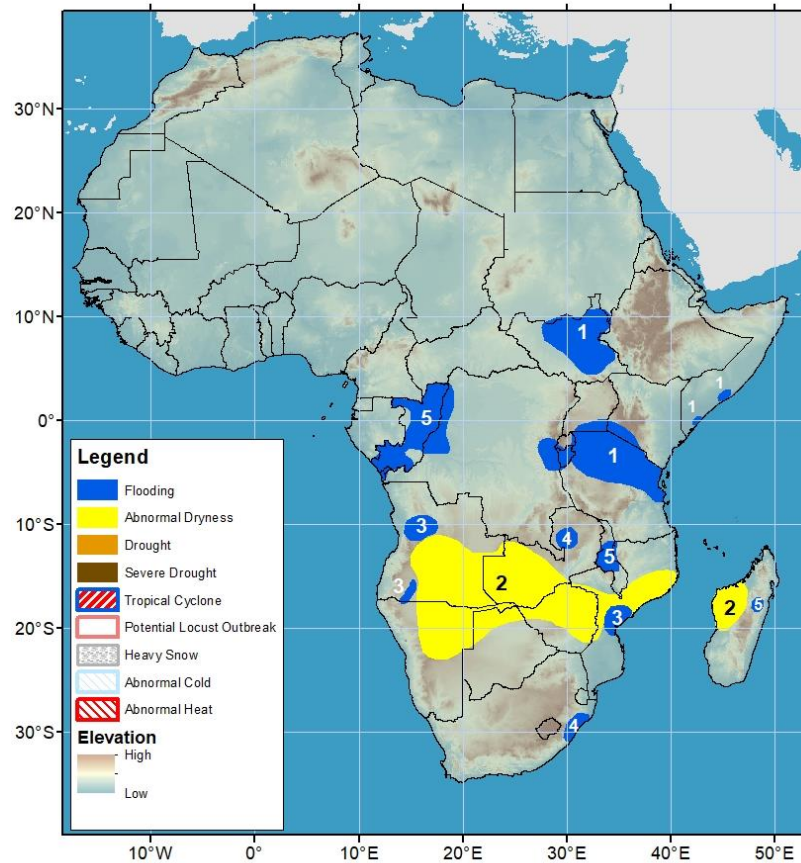 30°N
20°N
10°N
0°
10°S
20°S
30°S
1
1
1
5
1
3
4
5
3
2
3
2
5
4
Legend
Flooding
Abnormal Dryness
Drought
Severe Drought
Tropical Cyclone
Potential Locust Outbreak
Heavy Snow
Abnormal Cold
Abnormal Heat
Elevation
High
Low
10°W
0°
10°E
20°E
30°E
40°E
50°E